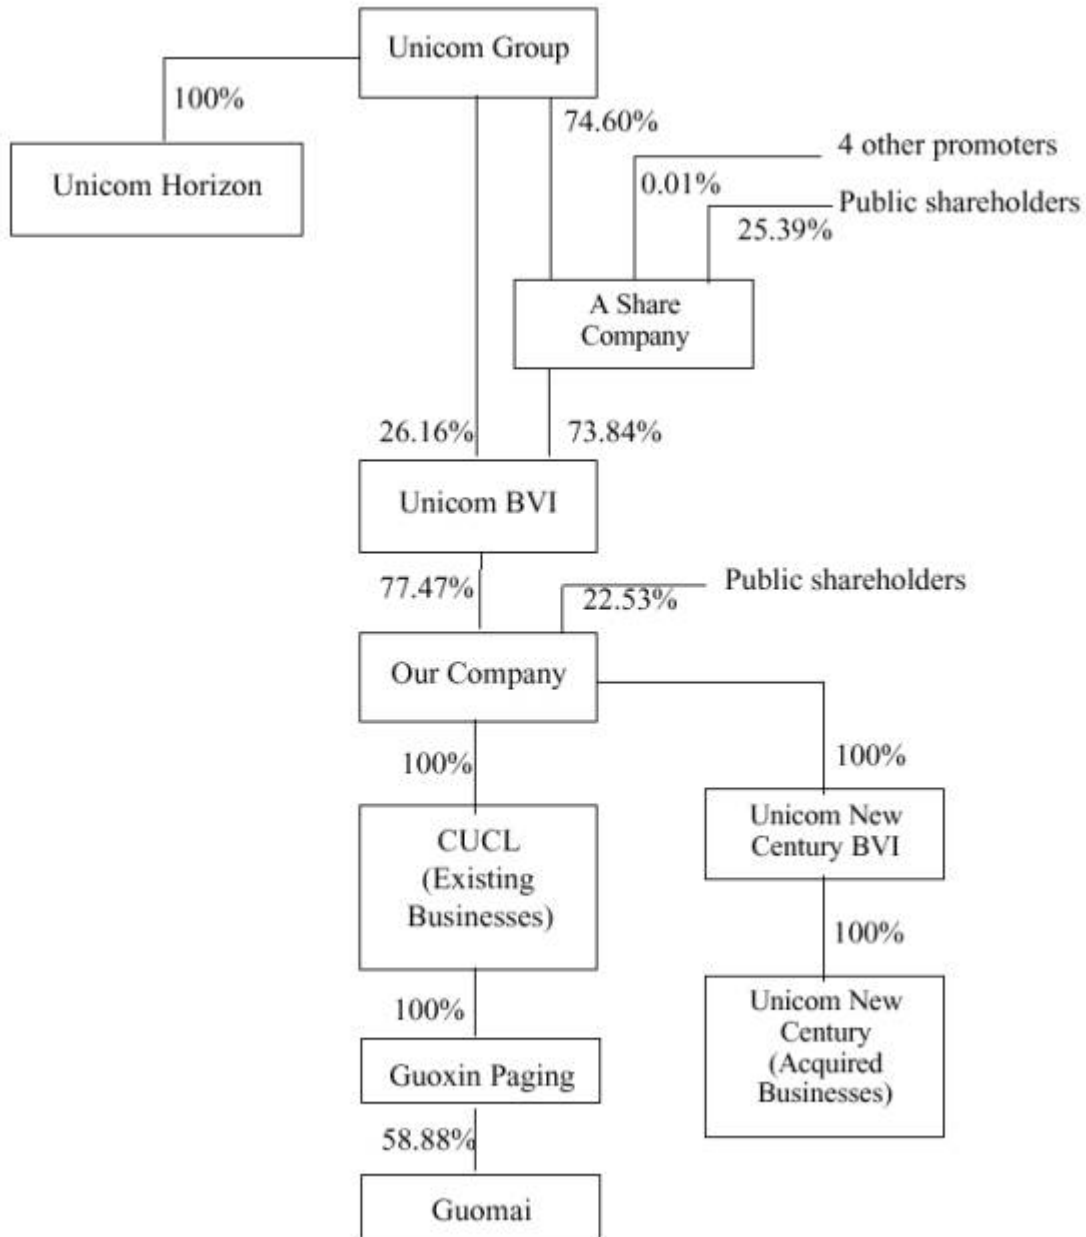 Unicom Group
100%
74.60%
4 other promoters
Unicom Horizon
0.01%
Public shareholders
25.39%
A Share
Company
26.16%
73.84%
Unicom BVI
77.47%
Public shareholders
22.53%
Our Company
100%
100%
CUCL
(Existing
Businesses)
Unicom New
Century BVI
100%
100%
Unicom New
Century
(Acquired
Businesses)
Guoxin Paging
58.88%
Guomai